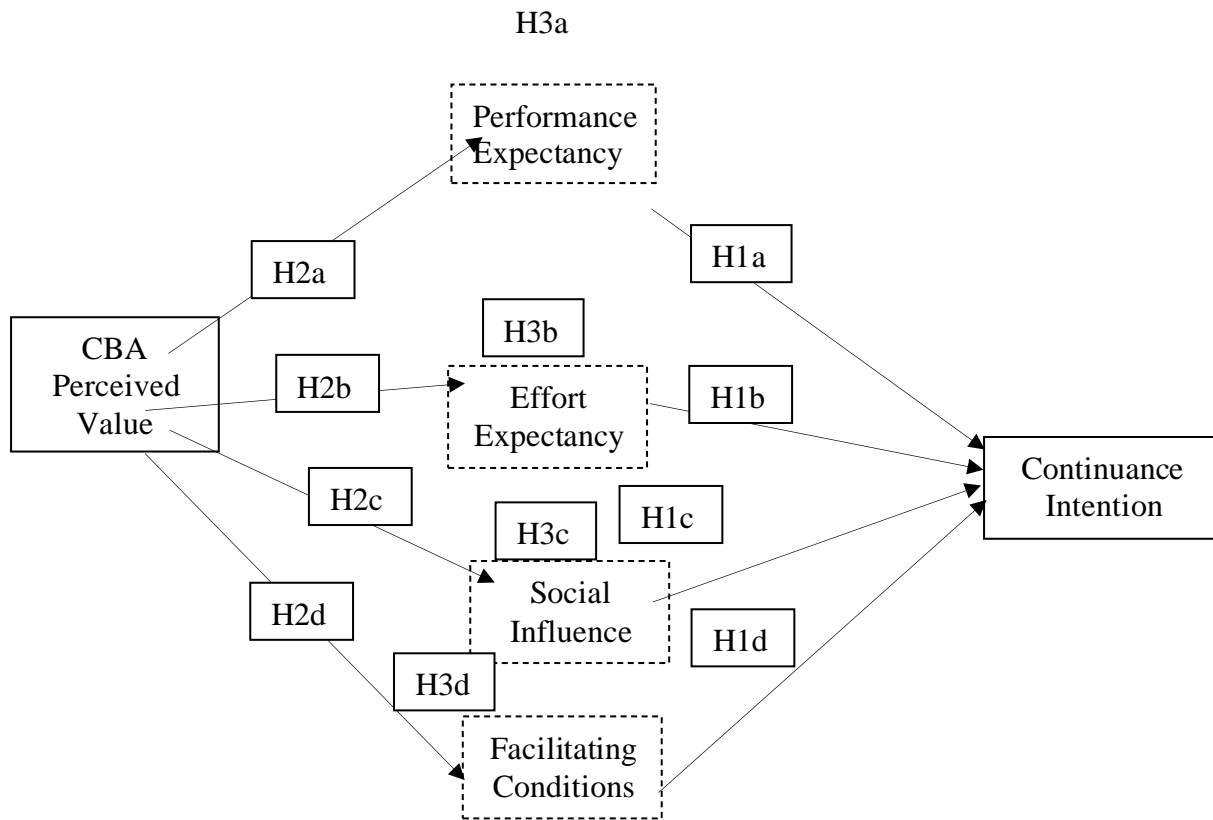 H3a
Performance
Expectancy
H2a
H1a
H3b
CBA
Perceived
Value
H2b
Effort
Expectancy
H1b
Continuance
Intention
H2c
H3c
H1c
Social
Influence
H2d
H1d
H3d
Facilitating
Conditions